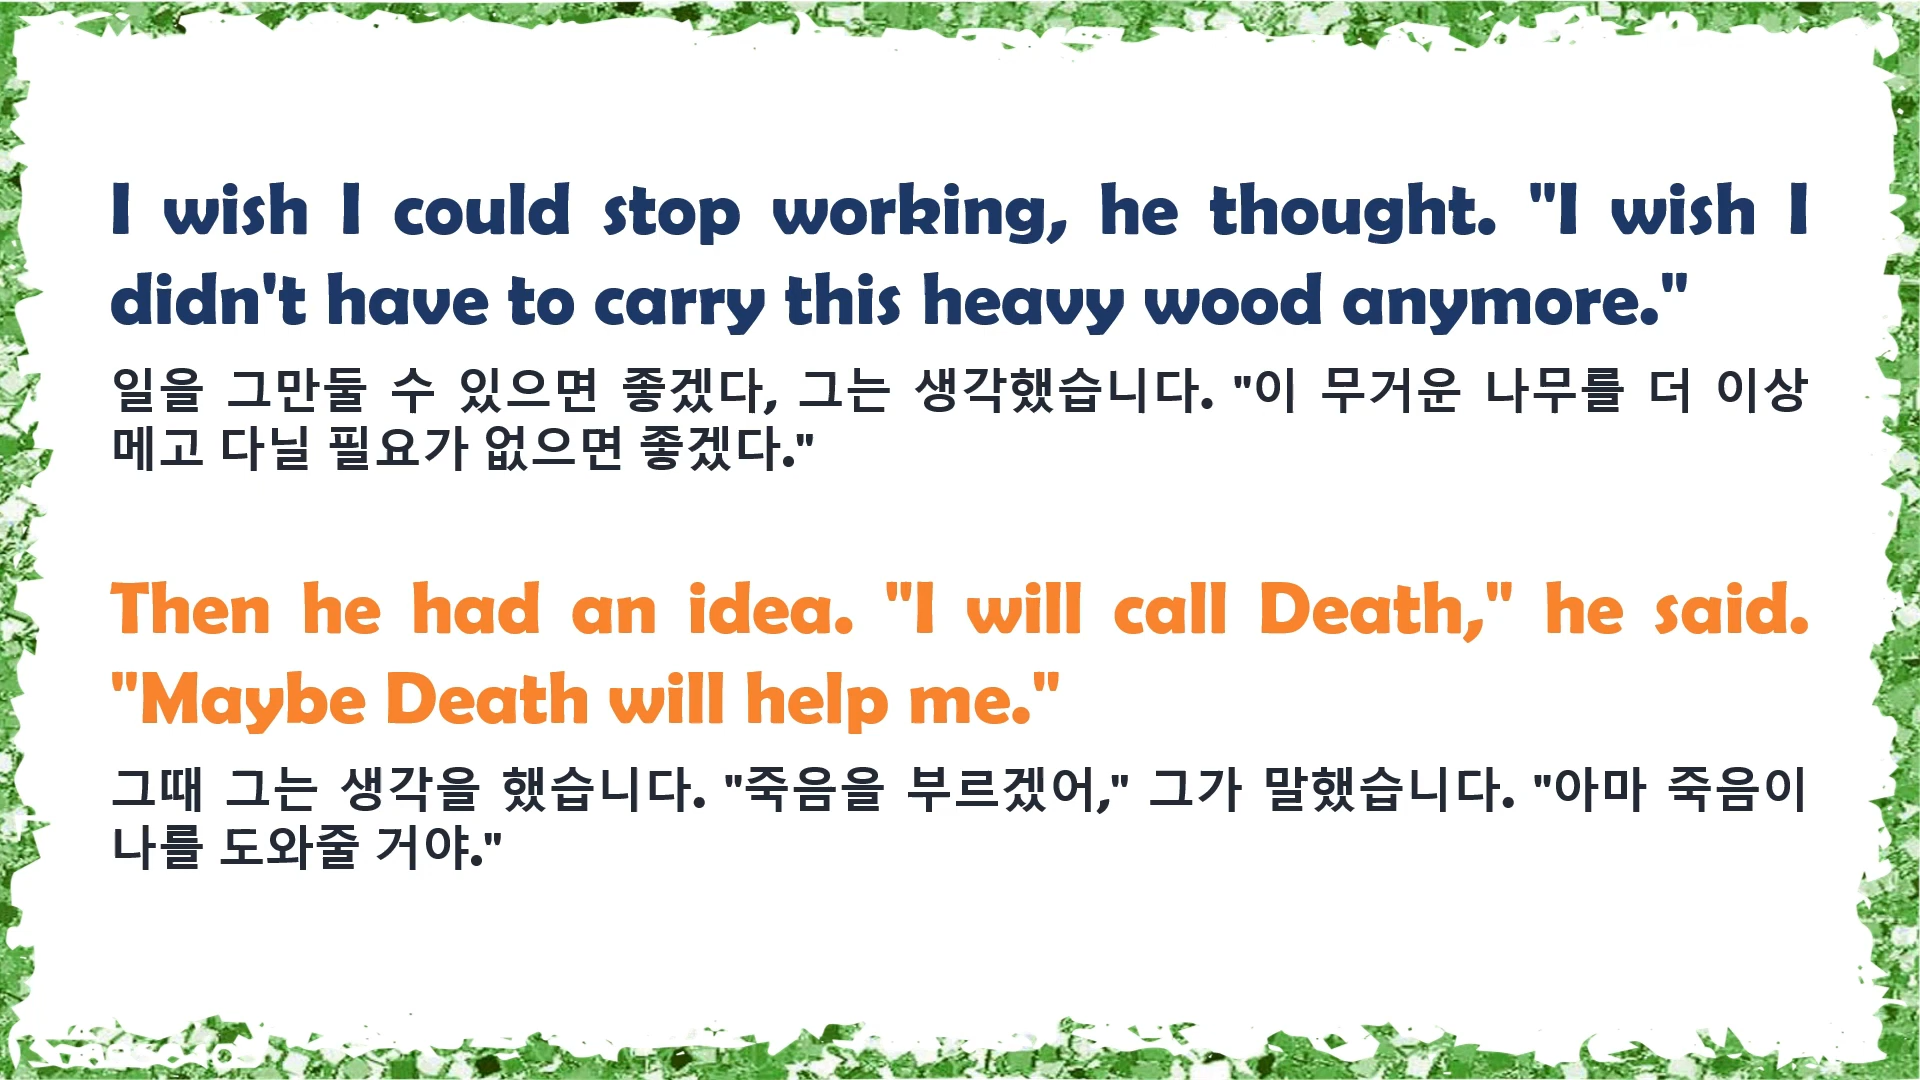 I wish I could stop working, he thought. "I wish I
didn't have to carry this heavy wood anymore."
일을 그만둘 수 있으면 좋겠다, 그는 생각했습니다. "이 무거운 나무를 더 이상
메고 다닐 필요가 없으면 좋겠다."
Then he had an idea. "I will call Death," he said.
"Maybe Death will help me."
그때 그는 생각을 했습니다. "죽음을 부르겠어," 그가 말했습니다. "아마 죽음이
나를 도와줄 거야."